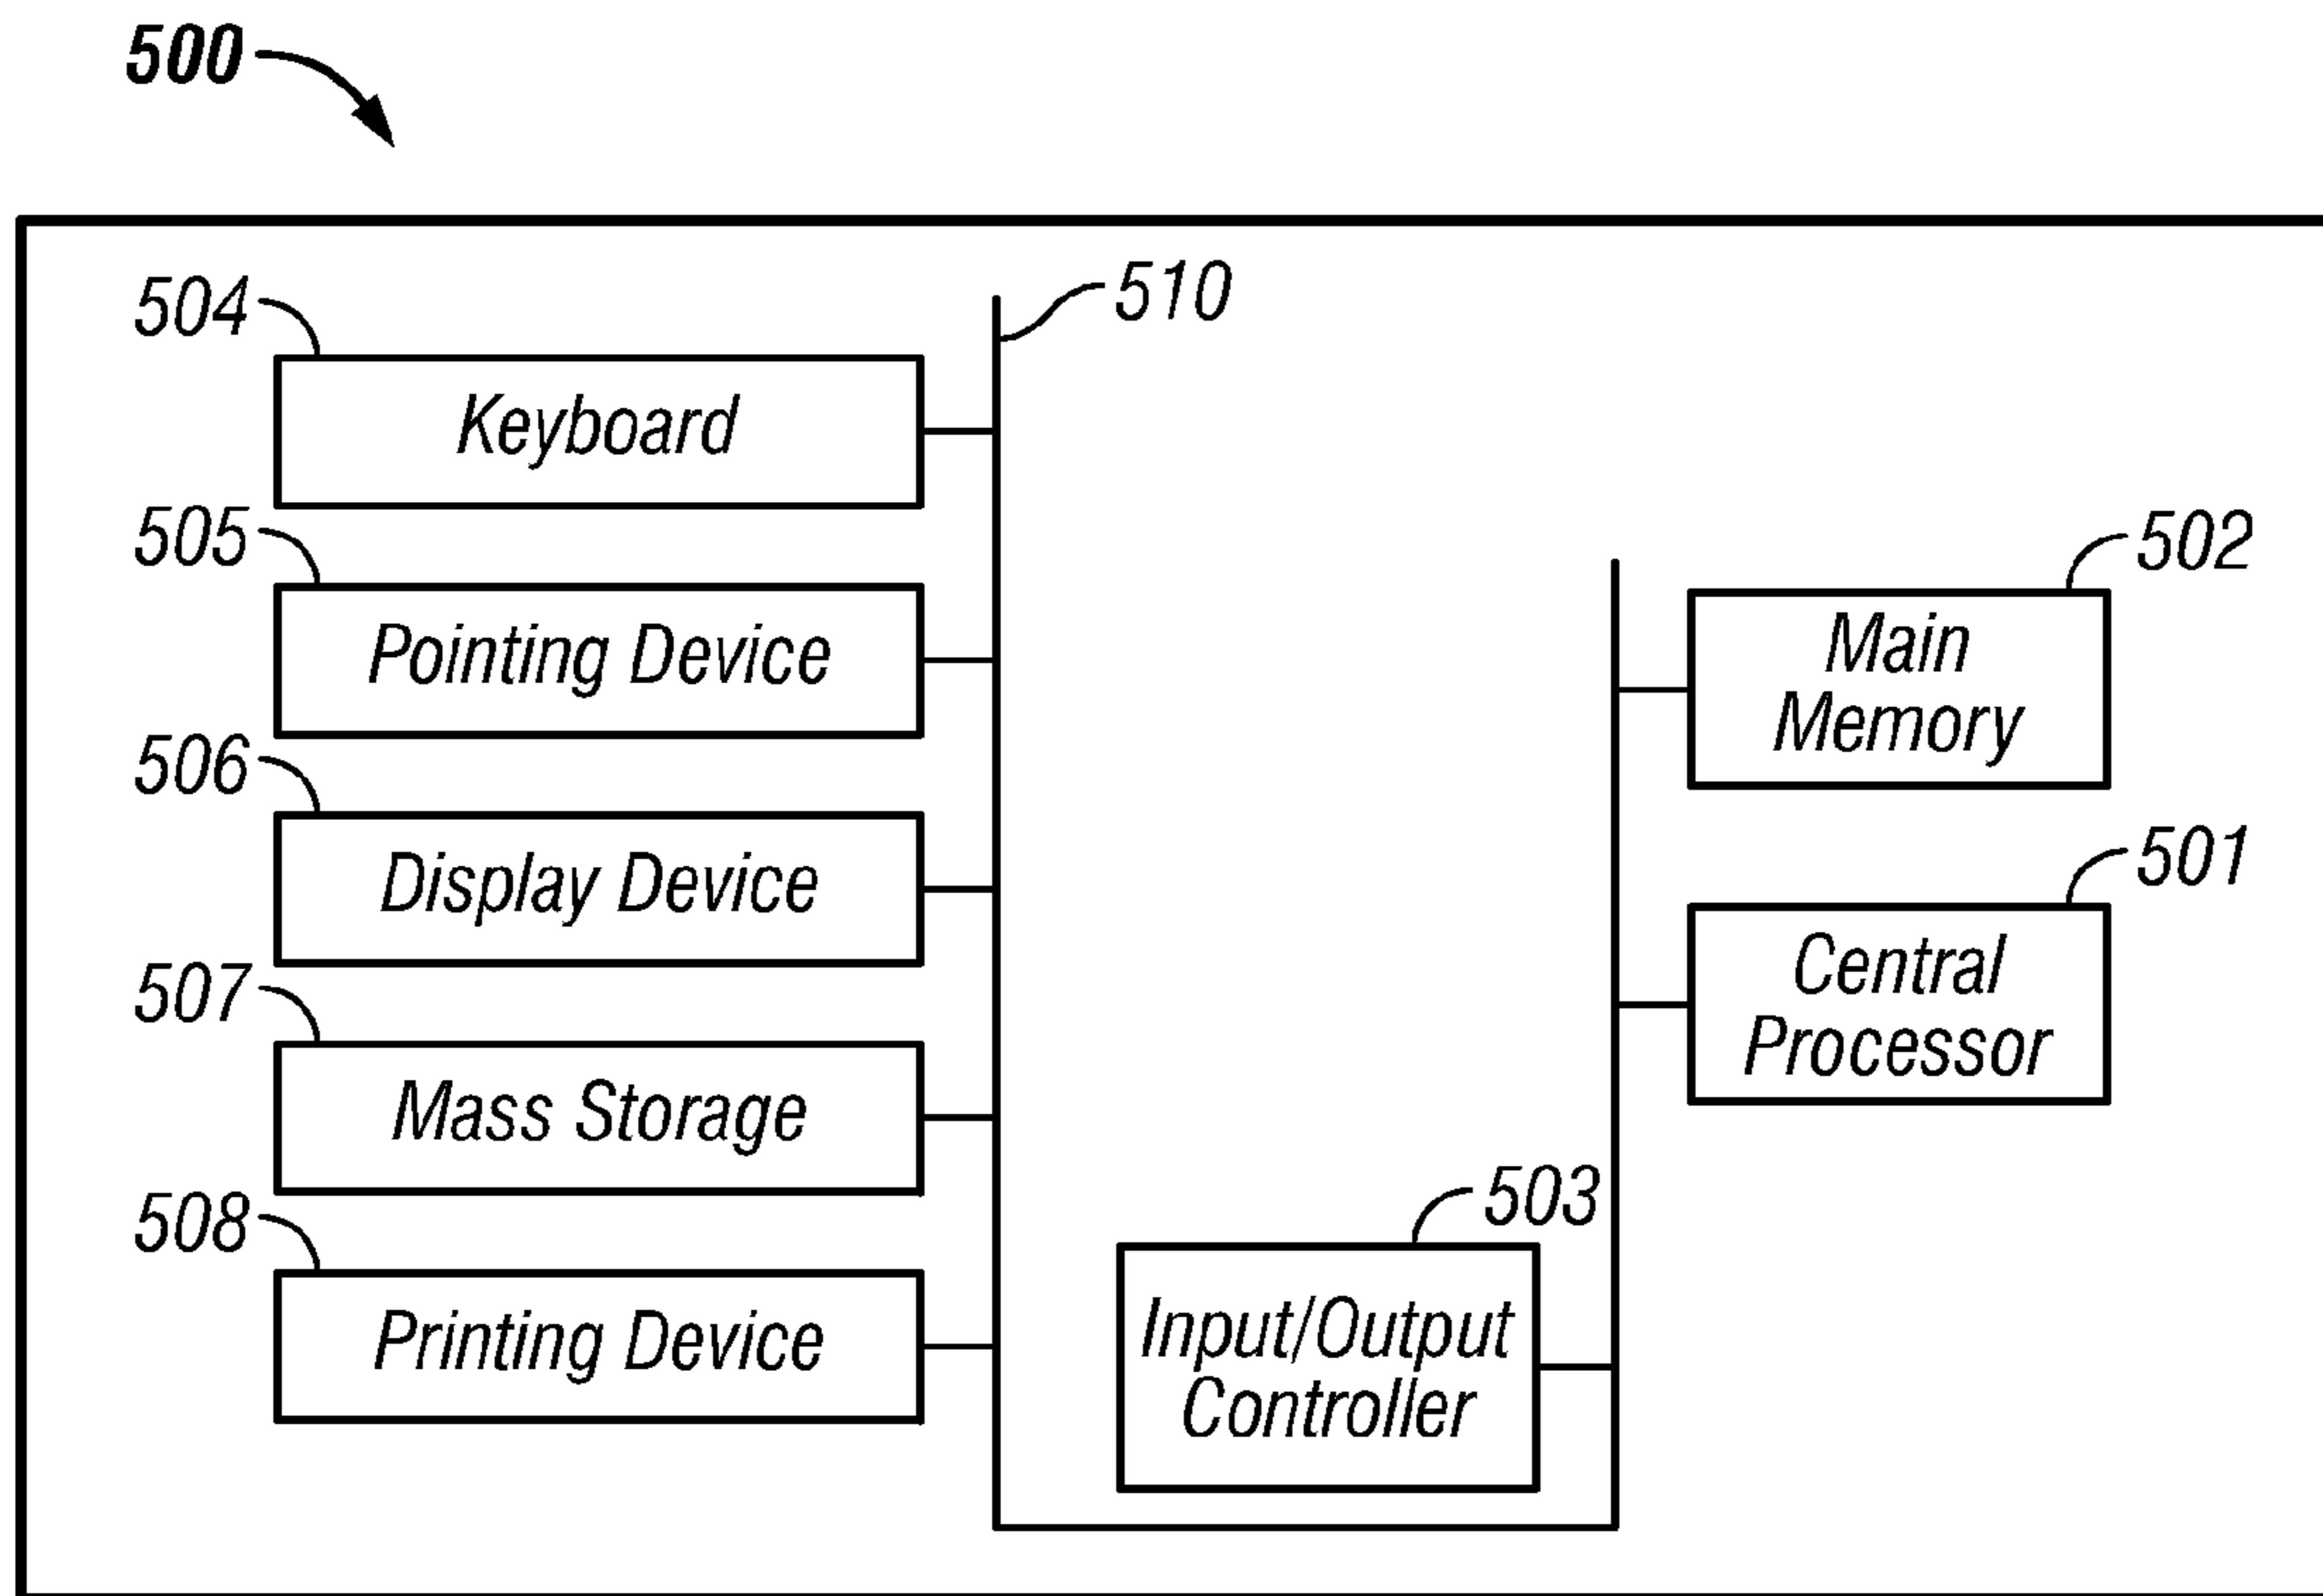 500
504
510
Keyboard
505
Pointing Device
506
Display Device
507
Mass Storage
508
Printing Device
502
Main
Memory
501
Central
Processor
503
Input/Output
Controller